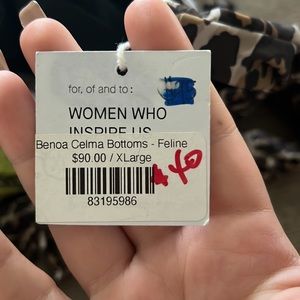 for, of and to:
WOMEN WHO
INSPIRE US
Benoa Celma Bottoms - Feline
$90.00 / XLarge
40
83195986